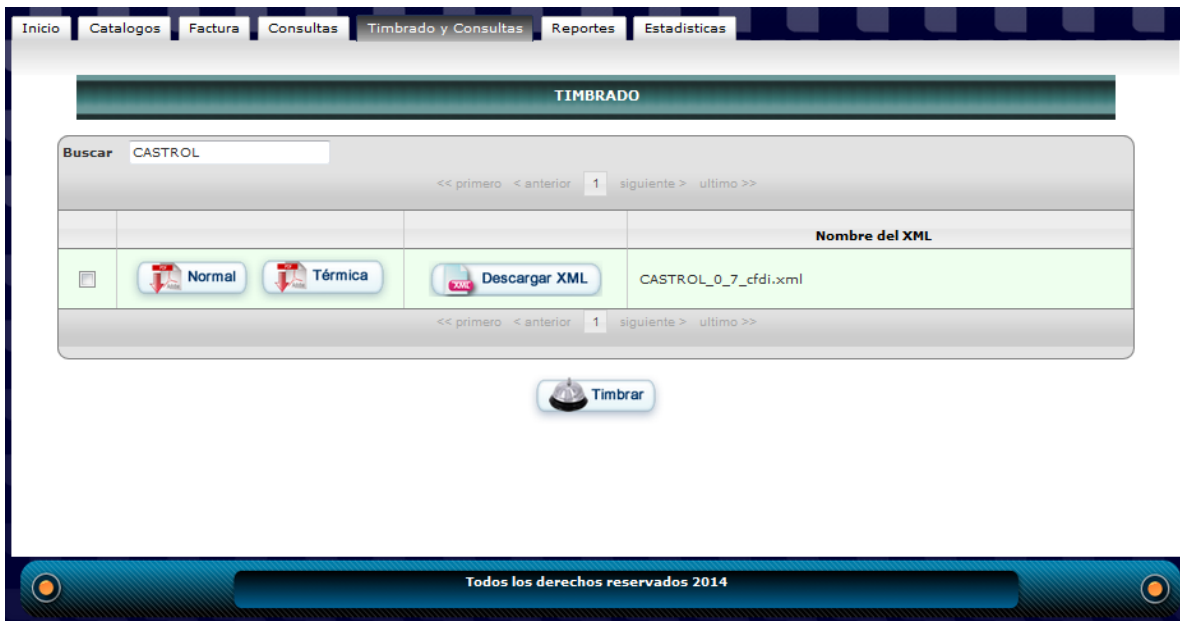 Inicio Catalogos Factura Consultas Timbrado y Consultas Reportes Estadisticas
TIMBRADO
Buscar CASTROL
<< primero < anterior 1 siguiente > ultimo >>
Nombre del XML
Normal Térmica Descargar XML CASTROL_0_7_cfdi.xml
<< primero < anterior 1 siguiente > ultimo >>
Timbrar
Todos los derechos reservados 2014